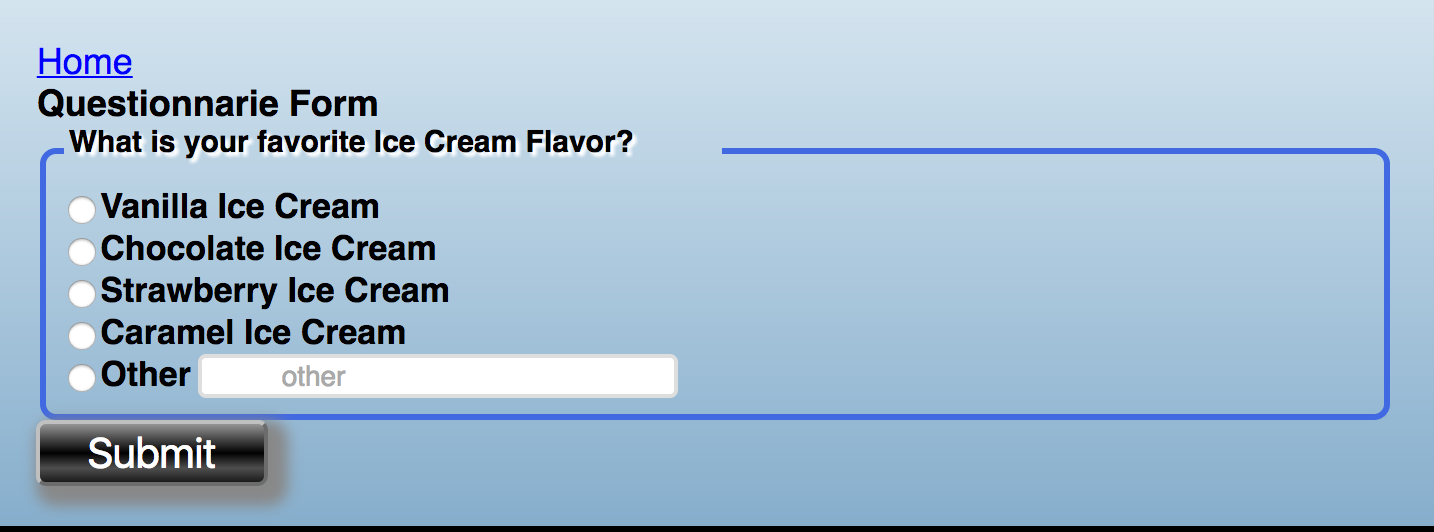 Home
Questionnarie Form
What is your favorite Ice Cream Flavor?
Vanilla Ice Cream
Chocolate Ice Cream
Strawberry Ice Cream
Caramel Ice Cream
Other other
Submit